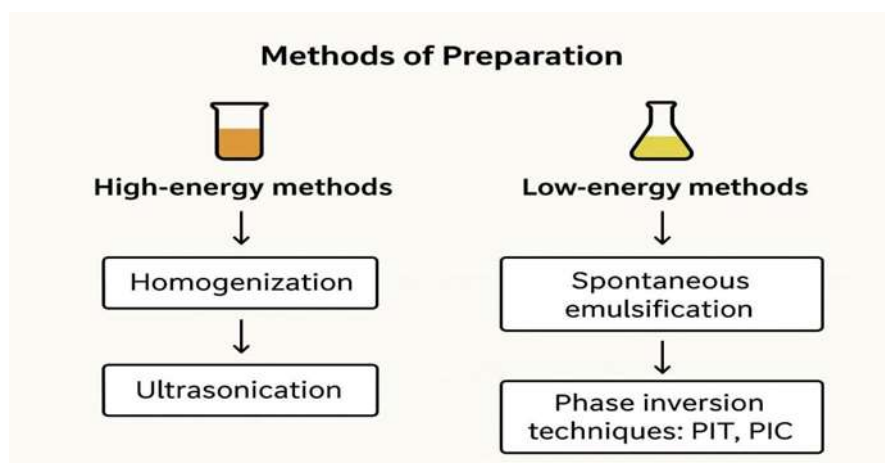 Methods of Preparation
High-energy methods
Homogenization
Ultrasonication
Low-energy methods
Spontaneous
emulsification
Phase inversion
techniques: PIT, PIC